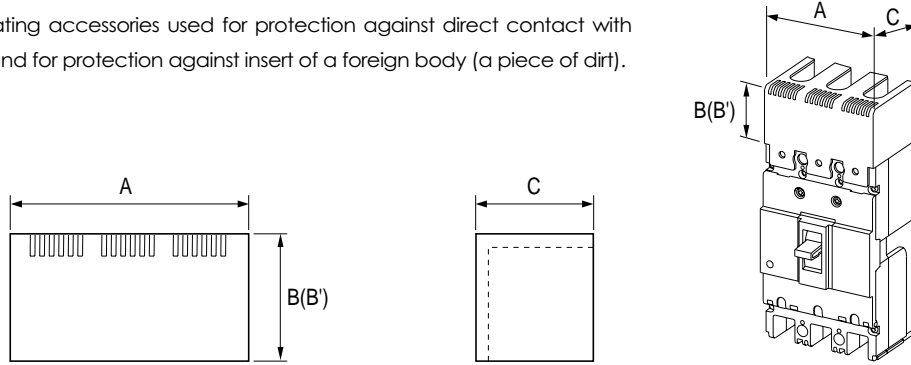 ating accessories used for protection against direct contact with
nd for protection against insert of a foreign body (a piece of dirt).
A
C
B(B')
A
C
B(B')